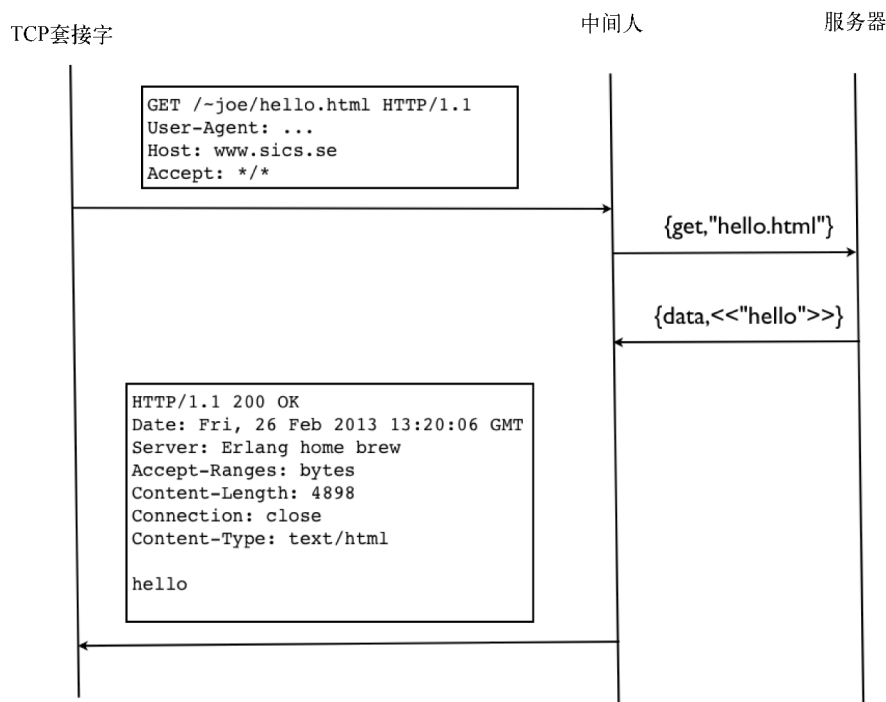 TCP套接字
中间人
服务器
GET /~joe/hello.html HTTP/1.1
User-Agent: ...
Host: www.sics.se
Accept: */*
{get,"hello.html"}
{data,<<"hello">>}
HTTP/1.1 200 OK
Date: Fri, 26 Feb 2013 13:20:06 GMT
Server: Erlang home brew
Accept-Ranges: bytes
Content-Length: 4898
Connection: close
Content-Type: text/html
hello